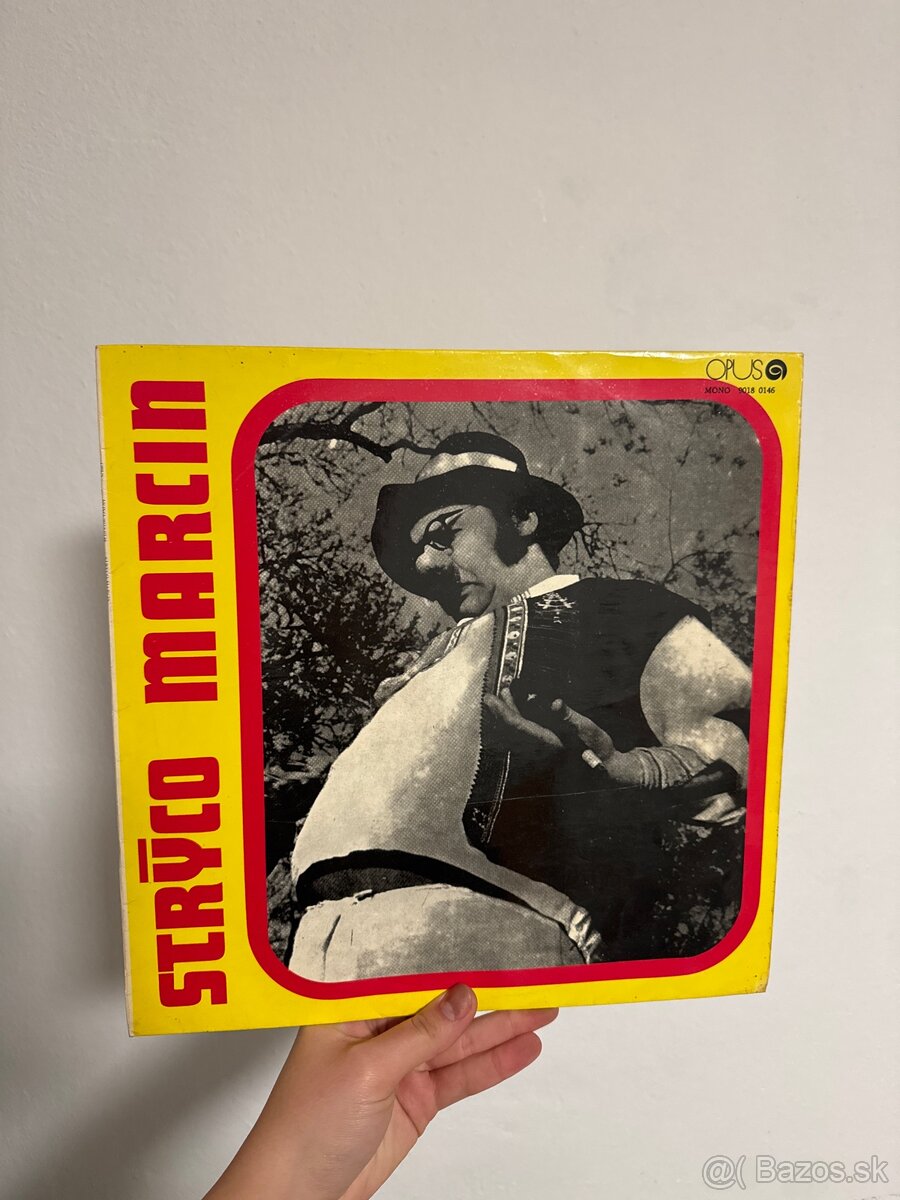 STRÝCO MARCIN
OPUS
MONO 9018 0146
@( Bazos.sk